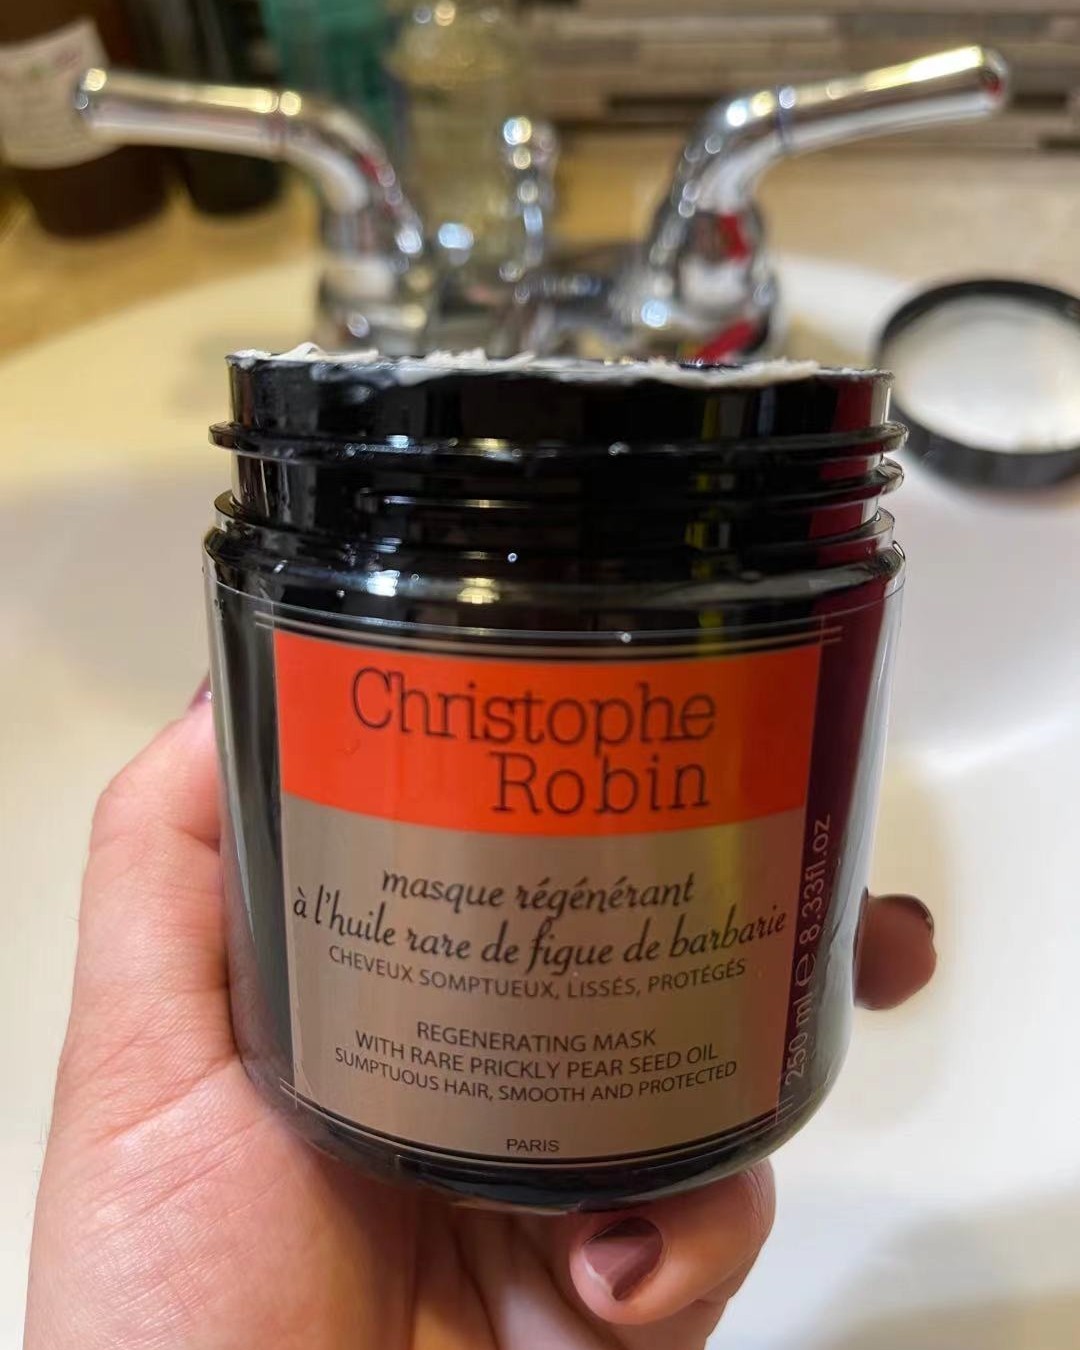 Christophe
Robin
masque régénérant
à l'huile rare de figue de barbarie
CHEVEUX SOMPTUEUX, LISSÉS, PROTÉGÉS
REGENERATING MASK
WITH RARE PRICKLY PEAR SEED OIL
SUMPTUOUS HAIR, SMOOTH AND PROTECTED
PARIS
250 ml e 8.33fl.oz